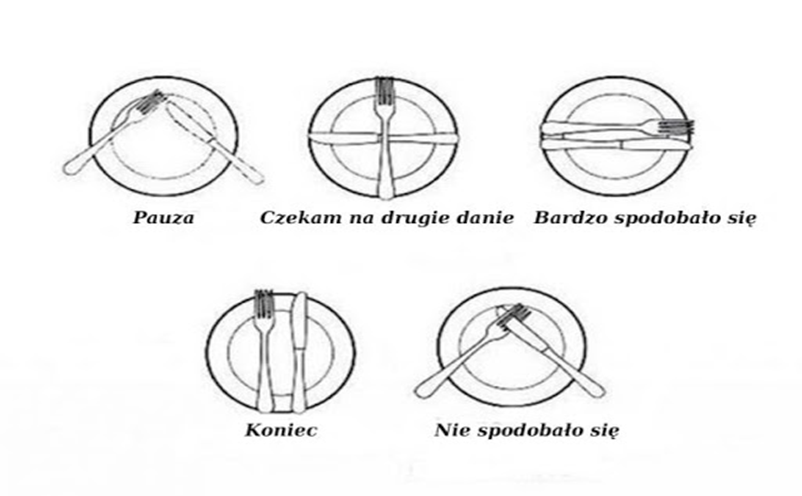 Pauza
Czekam na drugie danie
Bardzo spodobało się
Koniec
Nie spodobało się